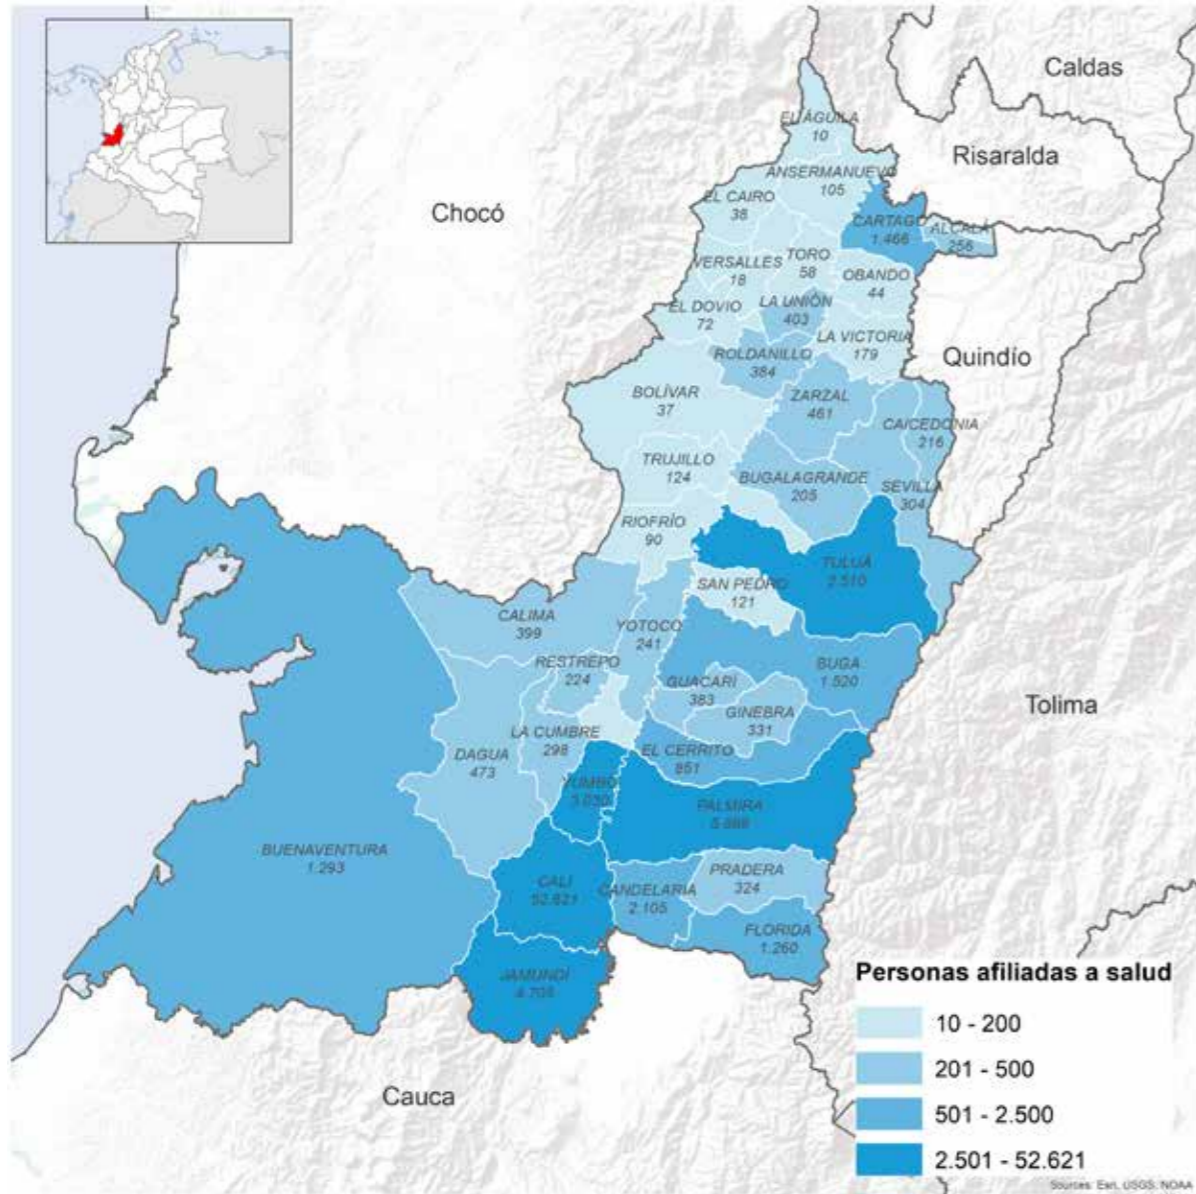 Caldas
Risaralda
Chocó
Quindío
Tolima
Cauca
EL ÁGUILA
10
ANSERMANUEVO
105
EL CAIRO
38
CARTAGO
1.466
ALCALÁ
256
TORO
58
VERSALLES
18
OBANDO
44
LA UNIÓN
403
EL DOVIO
72
LA VICTORIA
179
ROLDANILLO
384
BOLÍVAR
37
ZARZAL
461
CAICEDONIA
216
TRUJILLO
124
BUGALAGRANDE
205
SEVILLA
304
RIOFRÍO
90
TULUÁ
2.510
SAN PEDRO
121
CALIMA
399
YOTOCO
241
RESTREPO
224
BUGA
1.520
GUACARÍ
383
GINEBRA
331
LA CUMBRE
298
EL CERRITO
851
DAGUA
473
YUMBO
3.030
PALMIRA
BUENAVENTURA
1.293
CALI
52.621
CANDELARIA
2.105
PRADERA
324
FLORIDA
1.260
JAMUNDÍ
Personas afiliadas a salud
10 - 200
201 - 500
501 - 2.500
2.501 - 52.621
Sources: Esri, USGS, NOAA